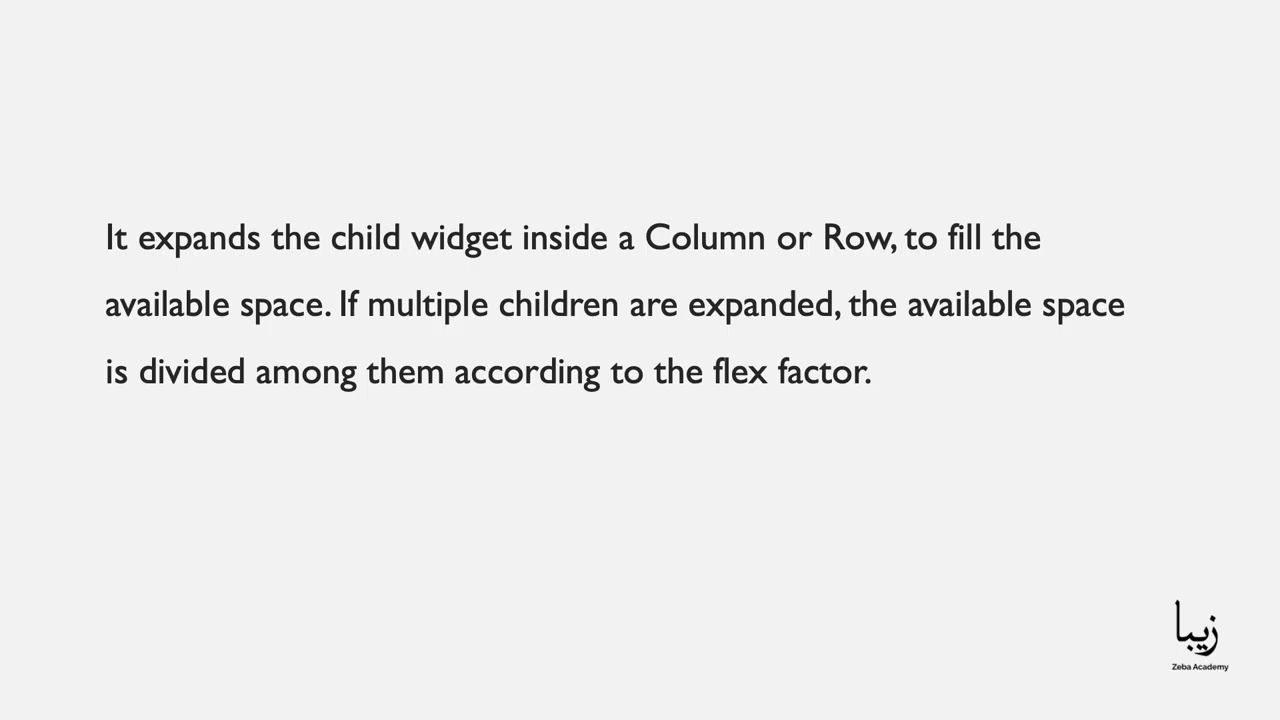 It expands the child widget inside a Column or Row, to fill the
available space. If multiple children are expanded, the available space
is divided among them according to the flex factor.
زیبا
Zeba Academy